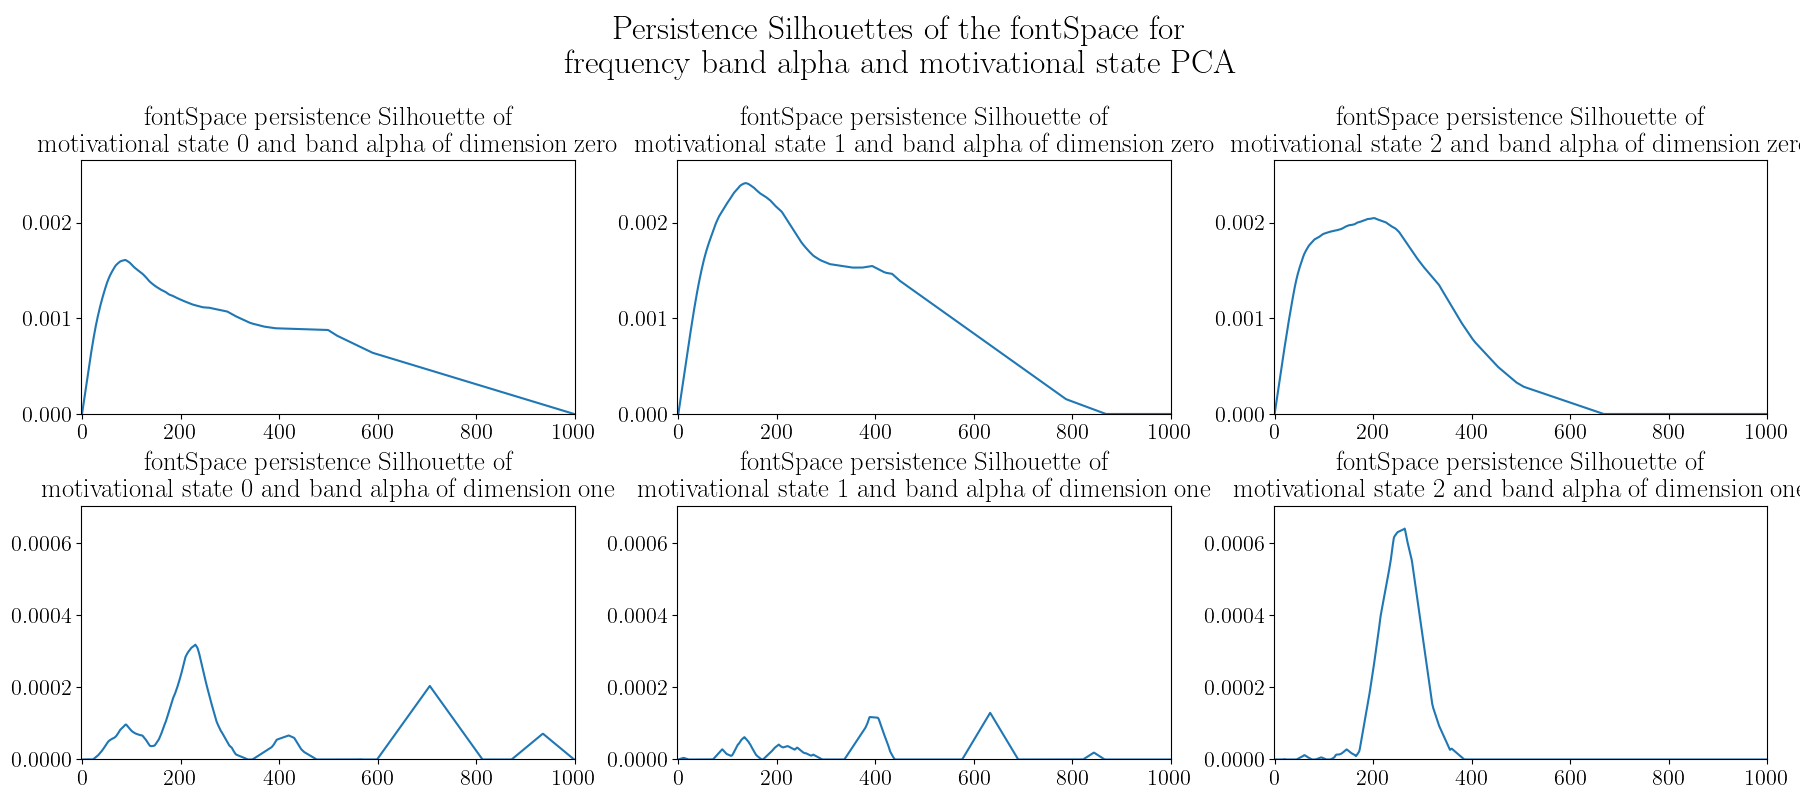 Persistence Silhouettes of the fontSpace for
frequency band alpha and motivational state PCA
fontSpace persistence Silhouette of
motivational state 0 and band alpha of dimension zero
0.002
0.001
0.000
0 200 400 600 800 1000
fontSpace persistence Silhouette of
motivational state 1 and band alpha of dimension zero
0.002
0.001
0.000
0 200 400 600 800 1000
fontSpace persistence Silhouette of
motivational state 2 and band alpha of dimension zero
0.002
0.001
0.000
0 200 400 600 800 1000
fontSpace persistence Silhouette of
motivational state 0 and band alpha of dimension one
0.0006
0.0004
0.0002
0.0000
0 200 400 600 800 1000
fontSpace persistence Silhouette of
motivational state 1 and band alpha of dimension one
0.0006
0.0004
0.0002
0.0000
0 200 400 600 800 1000
fontSpace persistence Silhouette of
motivational state 2 and band alpha of dimension one
0.0006
0.0004
0.0002
0.0000
0 200 400 600 800 1000